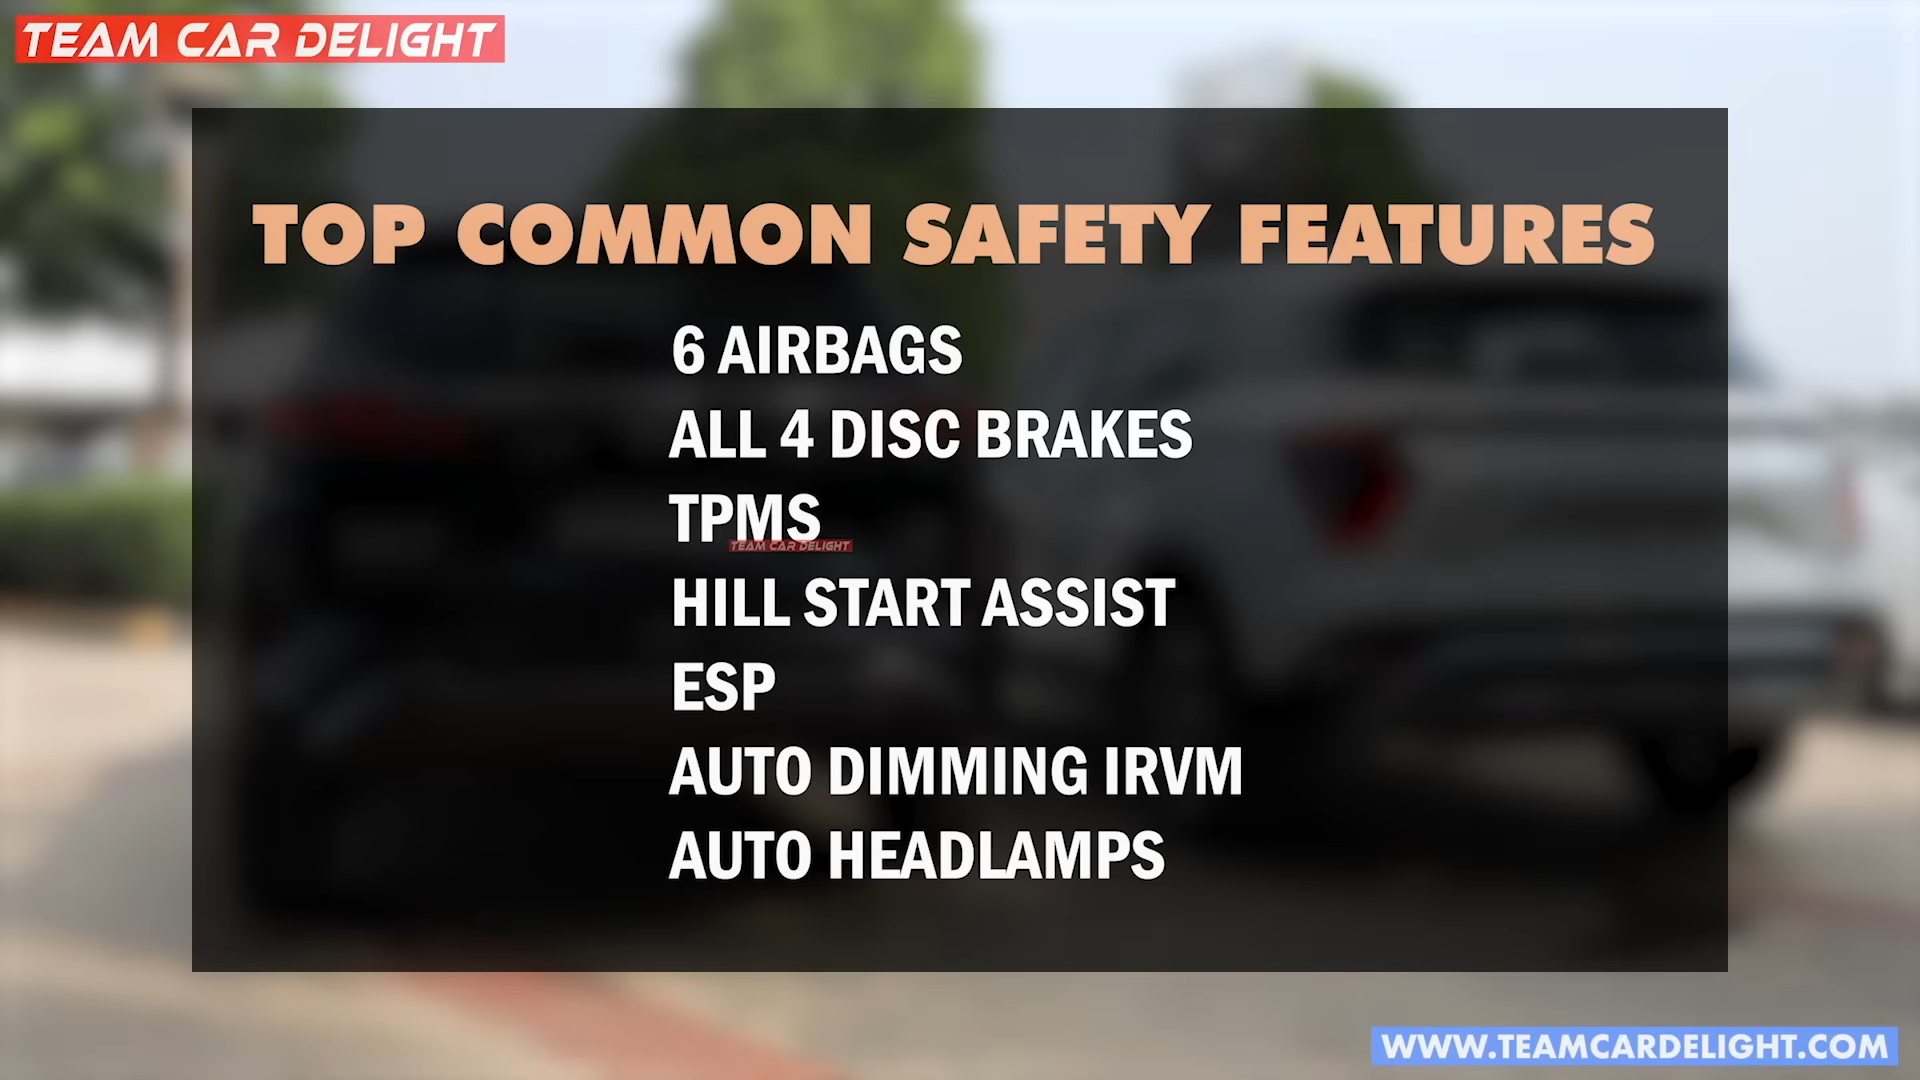 TEAM CAR DELIGHT
TOP COMMON SAFETY FEATURES
6 AIRBAGS
ALL 4 DISC BRAKES
TPMS
TEAM CAR DELIGHT
HILL START ASSIST
ESP
AUTO DIMMING IRVM
AUTO HEADLAMPS
WWW.TEAMCARDELIGHT.COM